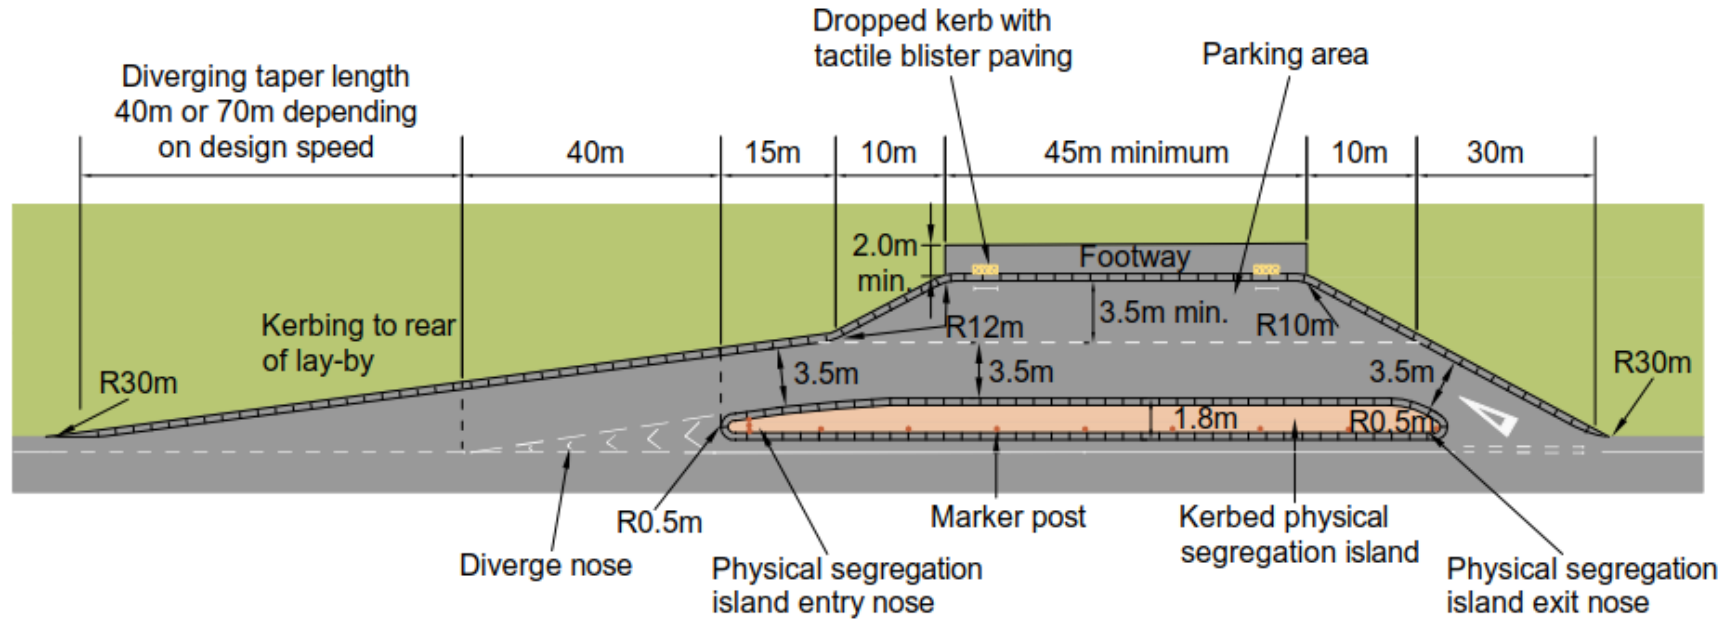 Dropped kerb with
tactile blister paving
Parking area
Diverging taper length
40m or 70m depending
on design speed
40m
15m
10m
45m minimum
10m
30m
2.0m
min.
Footway
Kerbing to rear
of lay-by
R30m
R12m
3.5m min.
R10m
3.5m
3.5m
3.5m
R30m
1.8m
R0.5m
R0.5m
Marker post
Kerbed physical
segregation island
Diverge nose
Physical segregation
island entry nose
Physical segregation
island exit nose